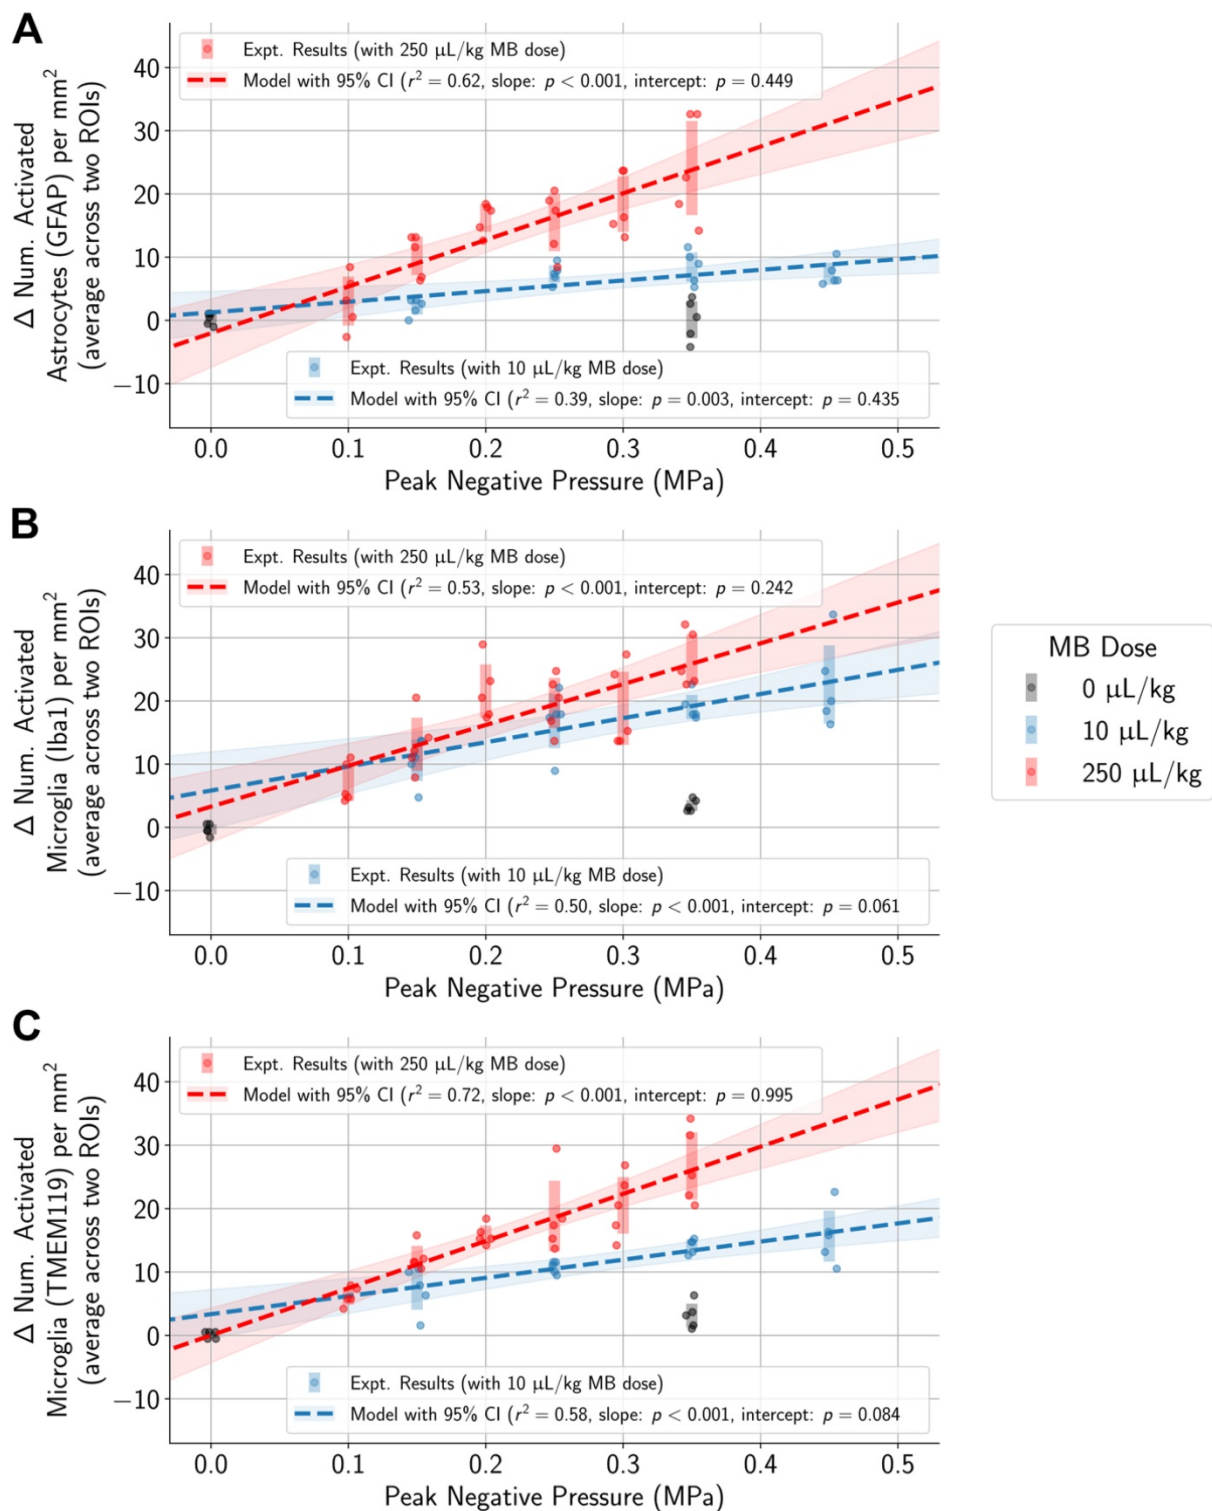 A
Δ Num. Activated
Astrocytes (GFAP) per mm²
(average across two ROIs)
40
30
20
10
0
−10
Expt. Results (with 250 μL/kg MB dose)
Model with 95% CI (r² = 0.62, slope: p < 0.001, intercept: p = 0.449
Expt. Results (with 10 μL/kg MB dose)
Model with 95% CI (r² = 0.39, slope: p = 0.003, intercept: p = 0.435
0.0 0.1 0.2 0.3 0.4 0.5
Peak Negative Pressure (MPa)
B
Δ Num. Activated
Microglia (Iba1) per mm²
(average across two ROIs)
40
30
20
10
0
−10
Expt. Results (with 250 μL/kg MB dose)
Model with 95% CI (r² = 0.53, slope: p < 0.001, intercept: p = 0.242
Expt. Results (with 10 μL/kg MB dose)
Model with 95% CI (r² = 0.50, slope: p < 0.001, intercept: p = 0.061
0.0 0.1 0.2 0.3 0.4 0.5
Peak Negative Pressure (MPa)
MB Dose
0 μL/kg
10 μL/kg
250 μL/kg
C
Δ Num. Activated
Microglia (TMEM119) per mm²
(average across two ROIs)
40
30
20
10
0
−10
Expt. Results (with 250 μL/kg MB dose)
Model with 95% CI (r² = 0.72, slope: p < 0.001, intercept: p = 0.995
Expt. Results (with 10 μL/kg MB dose)
Model with 95% CI (r² = 0.58, slope: p < 0.001, intercept: p = 0.084
0.0 0.1 0.2 0.3 0.4 0.5
Peak Negative Pressure (MPa)